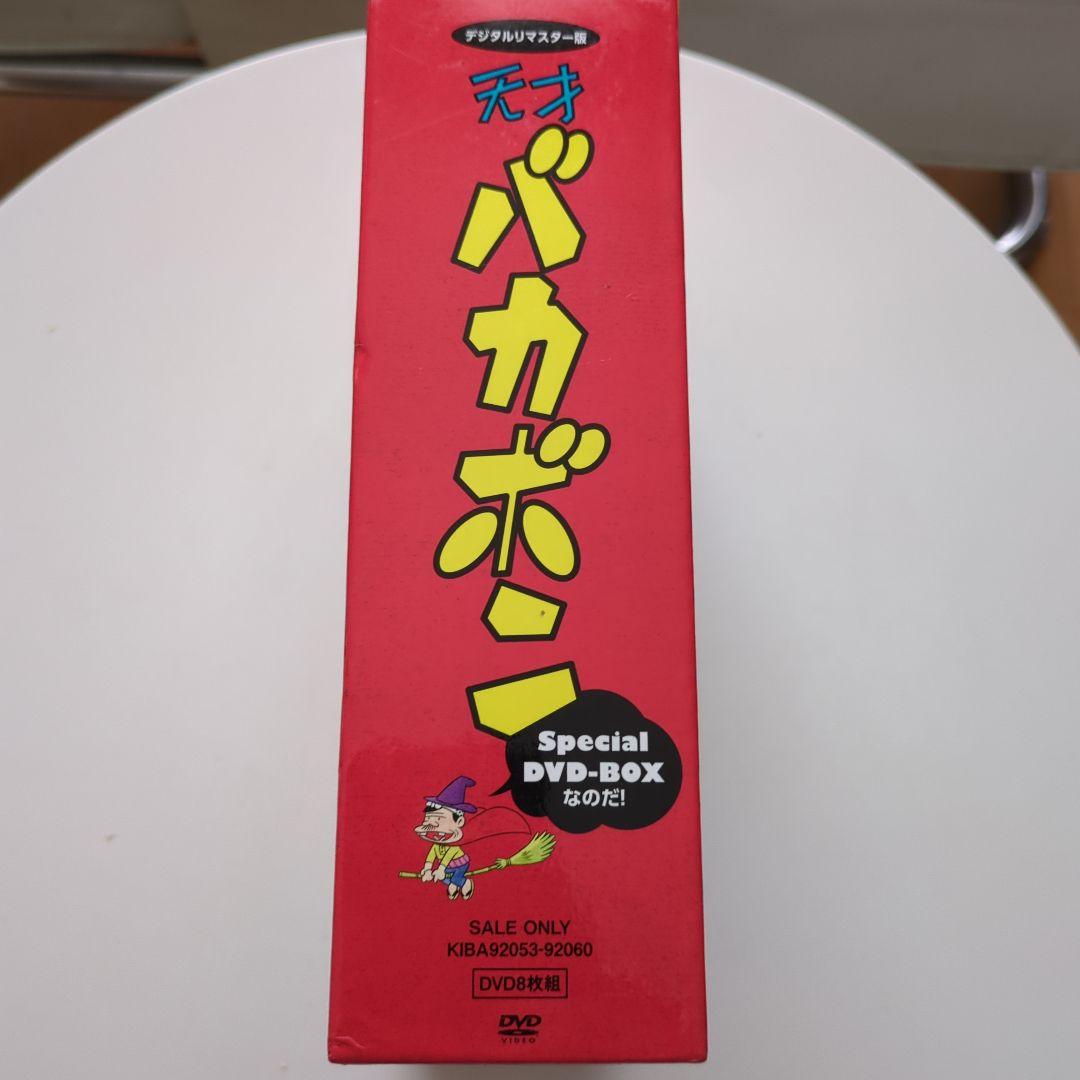 デジタルリマスター版
天才
バカボン
Special
DVD-BOX
なのだ!
SALE ONLY
KIBA92053-92060
DVD8枚組
DVD
VIDEO